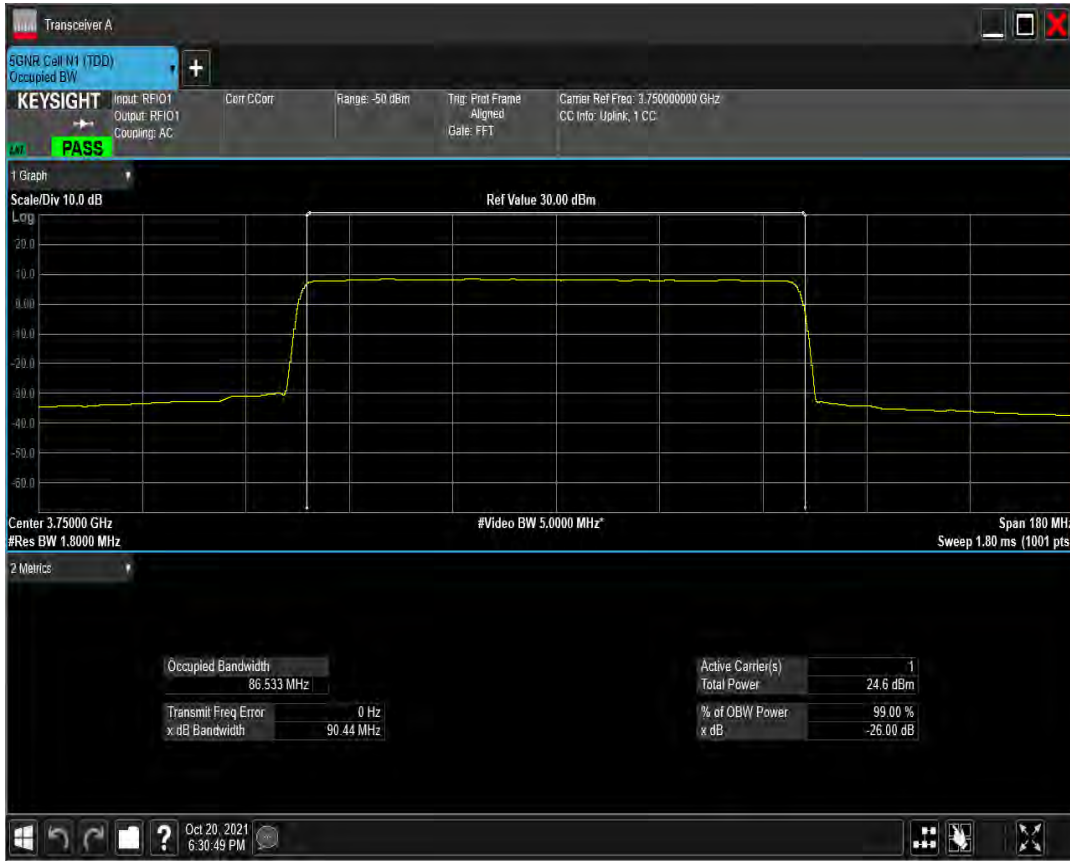 Transceiver A
5GNR Cell N1 (TDD)
Occupied BW
KEYSIGHT
Input: RFIO1
Output: RFIO1
Coupling: AC
Corr CCorr
Range: -50 dBm
Trig: Prot Frame
Aligned
Gate: FFT
Carrier Ref Freq: 3.750000000 GHz
CC Info: Uplink, 1 CC
PASS
1 Graph
Scale/Div 10.0 dB
Ref Value 30.00 dBm
Log
20.0
10.0
0.00
-10.0
-20.0
-30.0
-40.0
-50.0
-60.0
Center 3.75000 GHz
#Video BW 5.0000 MHz*
Span 180 MHz
#Res BW 1.8000 MHz
Sweep 1.80 ms (1001 pts
2 Metrics
Occupied Bandwidth
86.533 MHz
Transmit Freq Error 0 Hz
x dB Bandwidth 90.44 MHz
Active Carrier(s) 1
Total Power 24.6 dBm
% of OBW Power 99.00 %
x dB -26.00 dB
Oct 20, 2021
6:30:49 PM